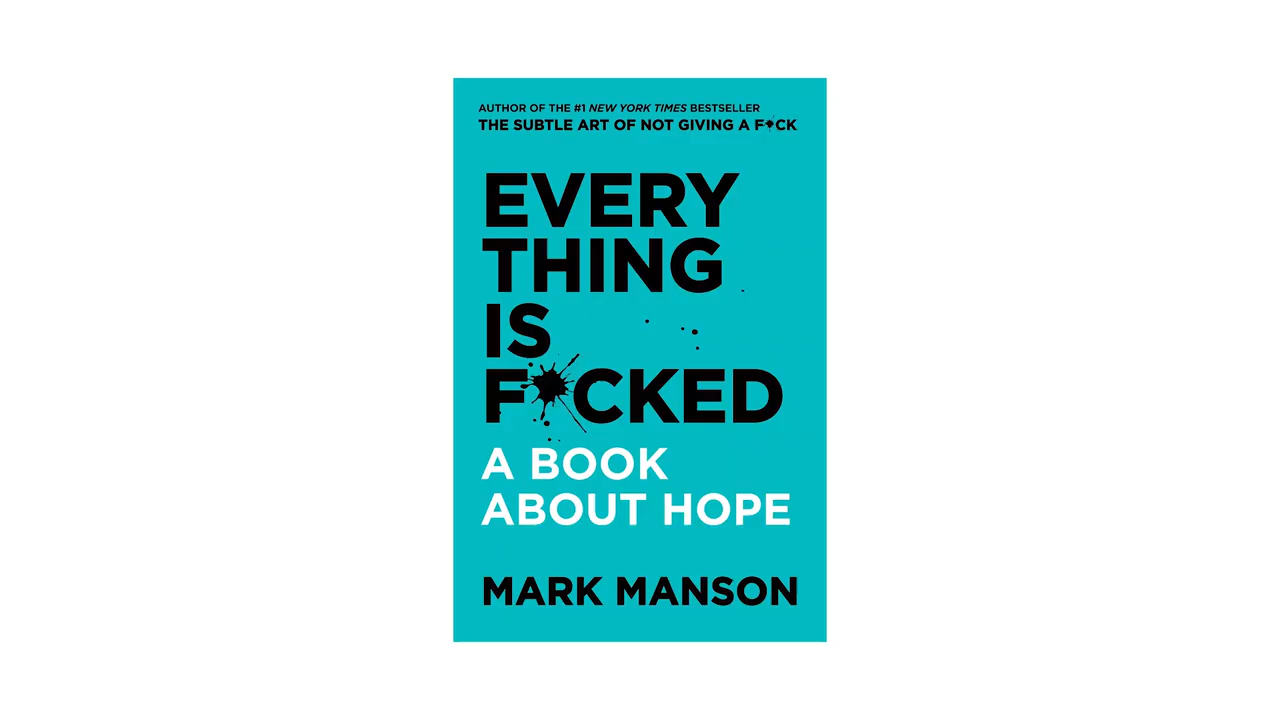 AUTHOR OF THE #1 NEW YORK TIMES BESTSELLER
THE SUBTLE ART OF NOT GIVING A F*CK
EVERY
THING
IS
F*CKED
A BOOK
ABOUT HOPE
MARK MANSON